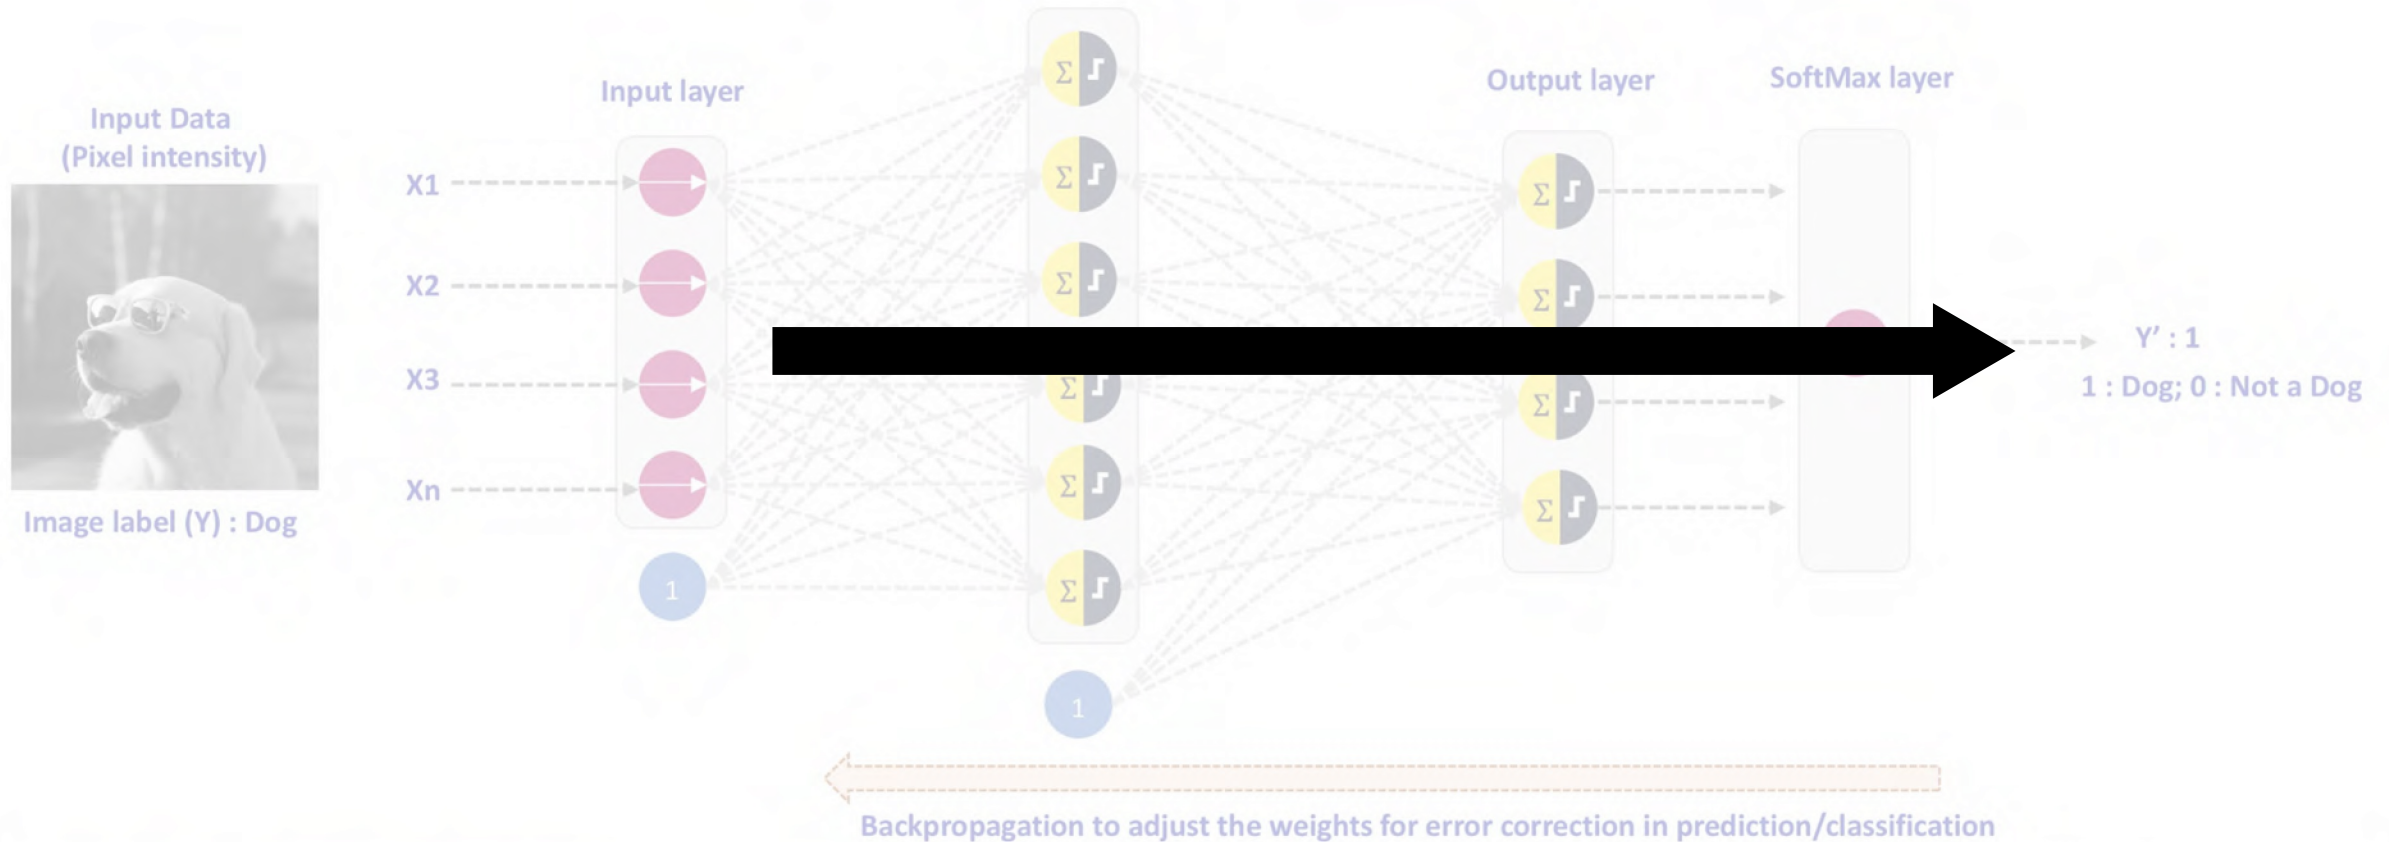 Input Data
(Pixel intensity)
Image label (Y) : Dog
X1
X2
X3
Xn
Input layer
1
Σ
Σ
Σ
Σ
Σ
Σ
1
Output layer
Σ
Σ
Σ
Σ
SoftMax layer
Y’ : 1
1 : Dog; 0 : Not a Dog
Backpropagation to adjust the weights for error correction in prediction/classification